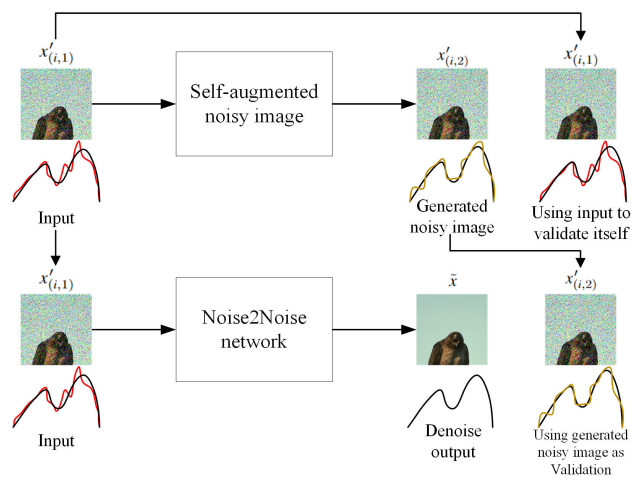 x′(i,1)
x′(i,2)
x′(i,1)
Self-augmented
noisy image
Input
Generated
noisy image
Using input to
validate itself
x′(i,1)
x̃
x′(i,2)
Noise2Noise
network
Input
Denoise
output
Using generated
noisy image as
Validation